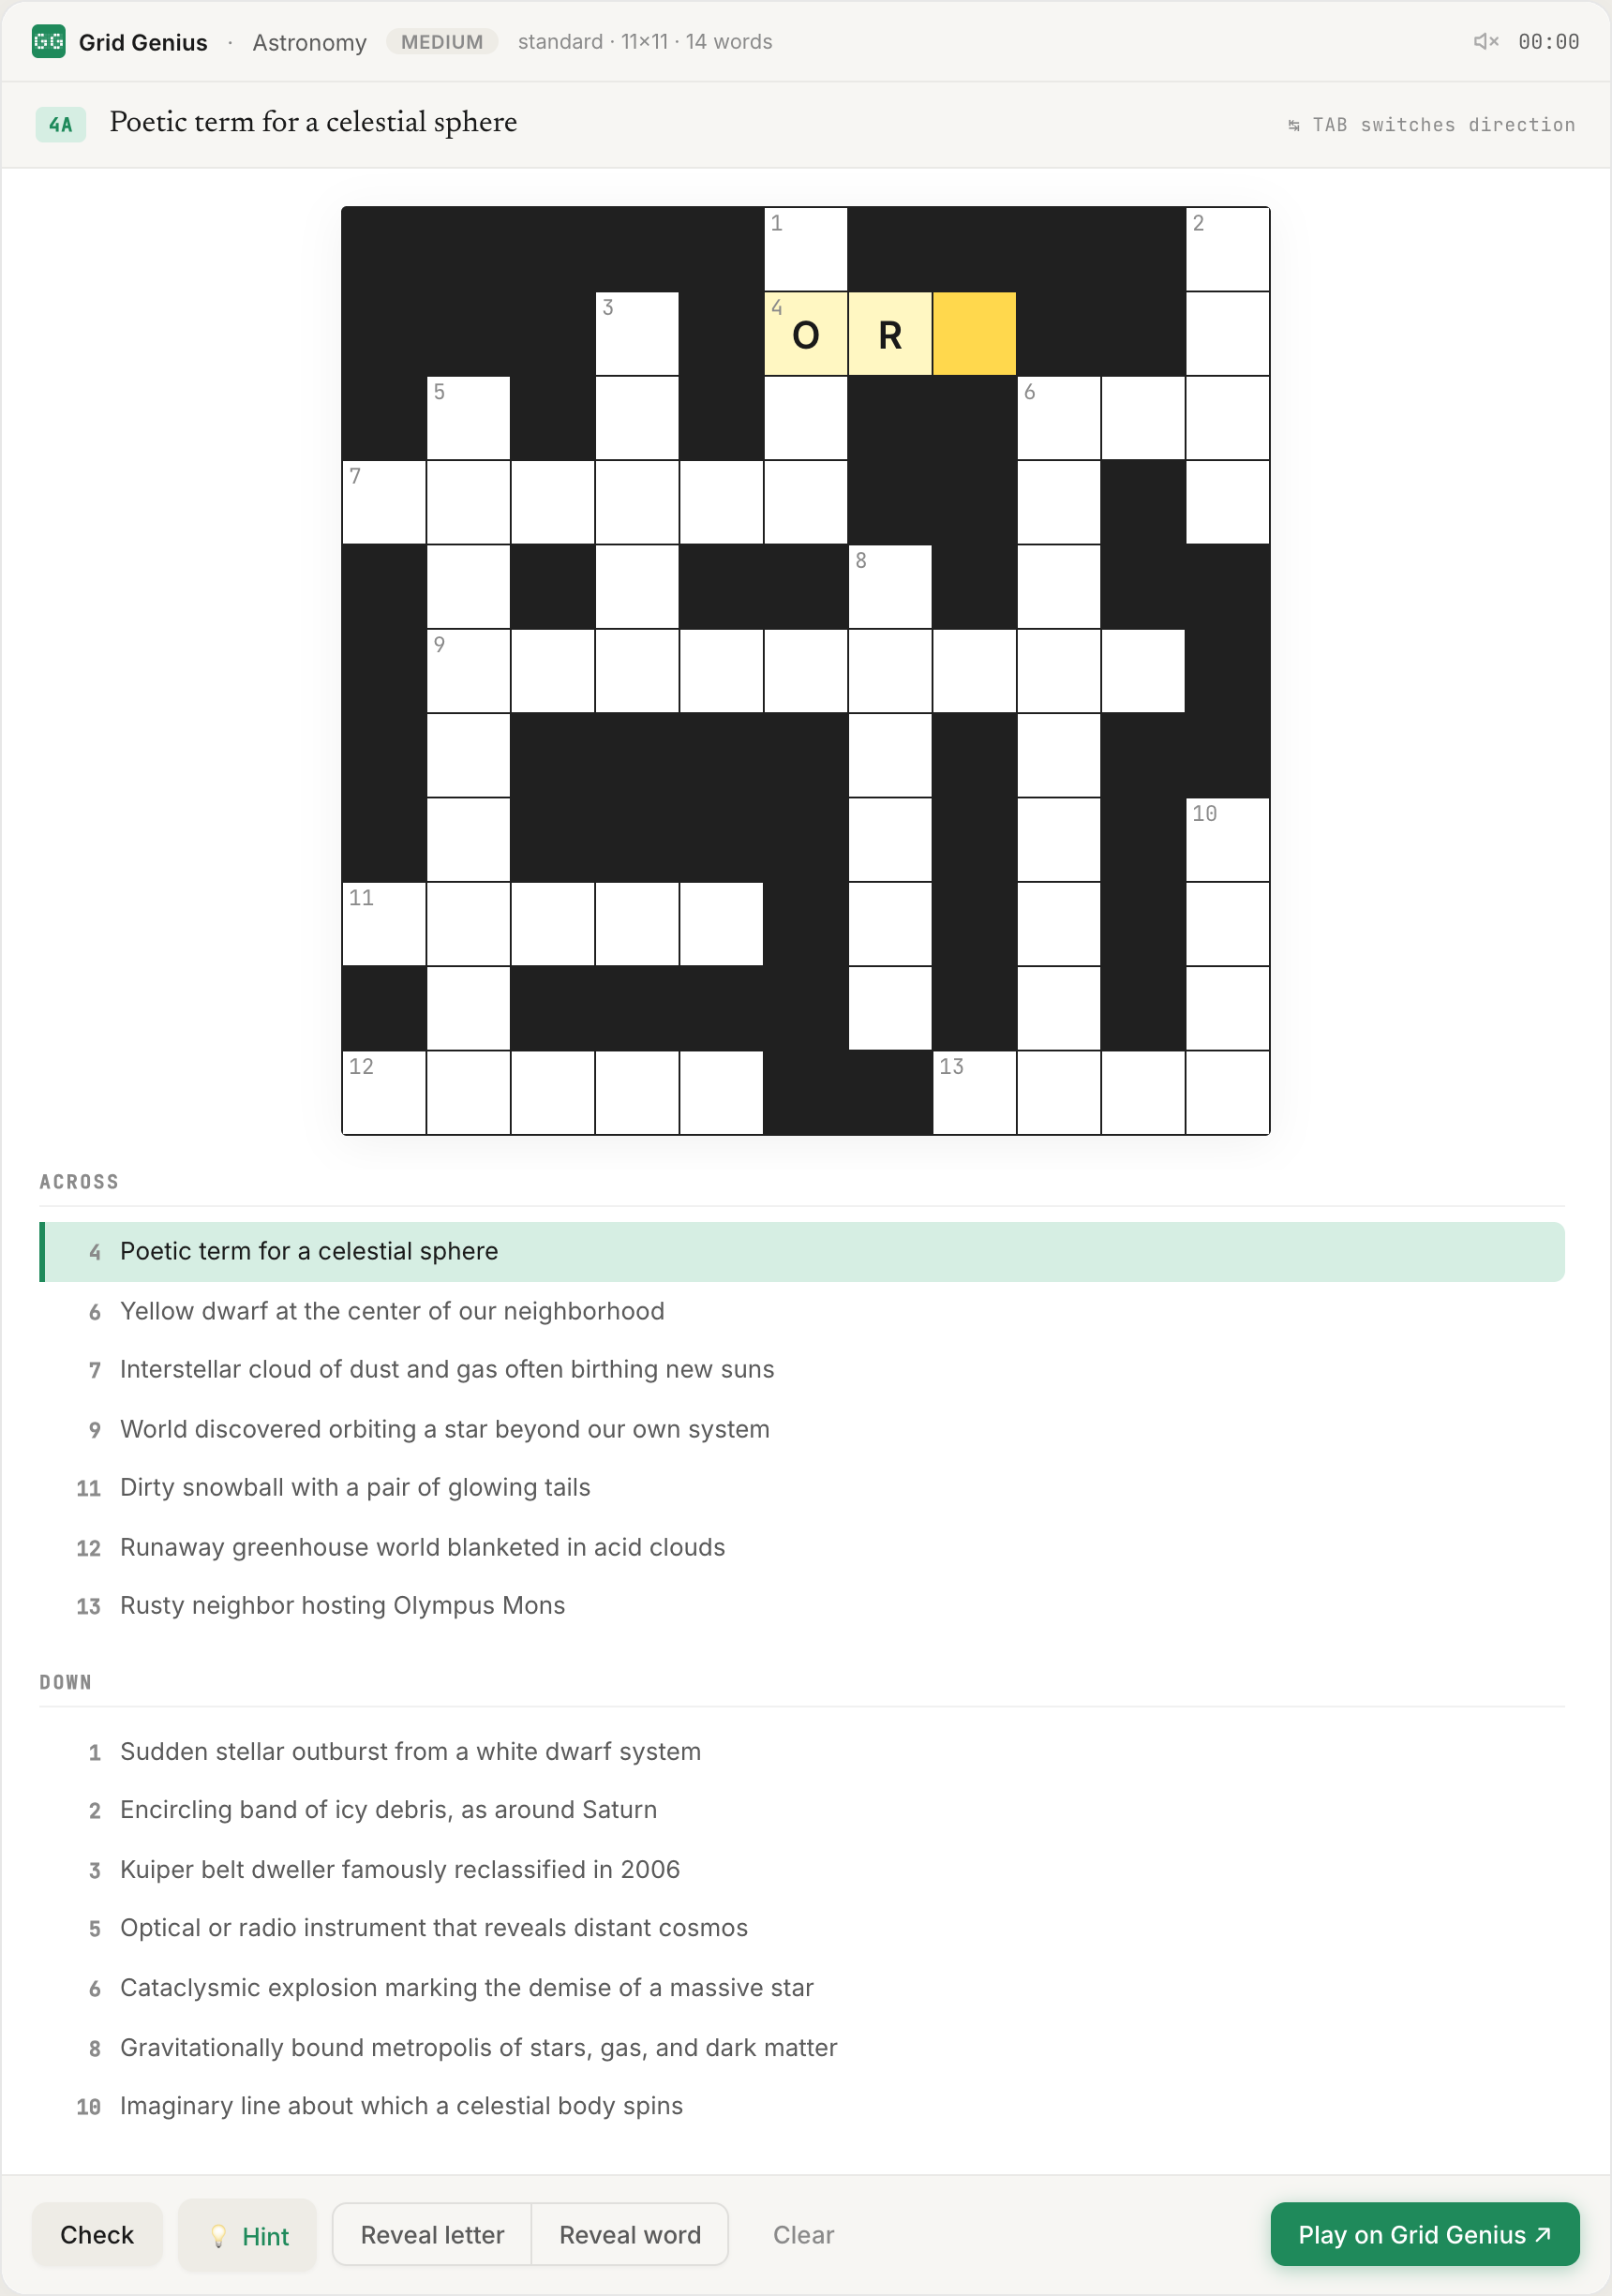 GG Grid Genius · Astronomy MEDIUM standard · 11×11 · 14 words 00:00
4A Poetic term for a celestial sphere ↹ TAB switches direction
1 2
3 4 O R
5 6
7
8
9
10
11
12 13
ACROSS
4 Poetic term for a celestial sphere
6 Yellow dwarf at the center of our neighborhood
7 Interstellar cloud of dust and gas often birthing new suns
9 World discovered orbiting a star beyond our own system
11 Dirty snowball with a pair of glowing tails
12 Runaway greenhouse world blanketed in acid clouds
13 Rusty neighbor hosting Olympus Mons
DOWN
1 Sudden stellar outburst from a white dwarf system
2 Encircling band of icy debris, as around Saturn
3 Kuiper belt dweller famously reclassified in 2006
5 Optical or radio instrument that reveals distant cosmos
6 Cataclysmic explosion marking the demise of a massive star
8 Gravitationally bound metropolis of stars, gas, and dark matter
10 Imaginary line about which a celestial body spins
Check 💡 Hint Reveal letter Reveal word Clear Play on Grid Genius ↗